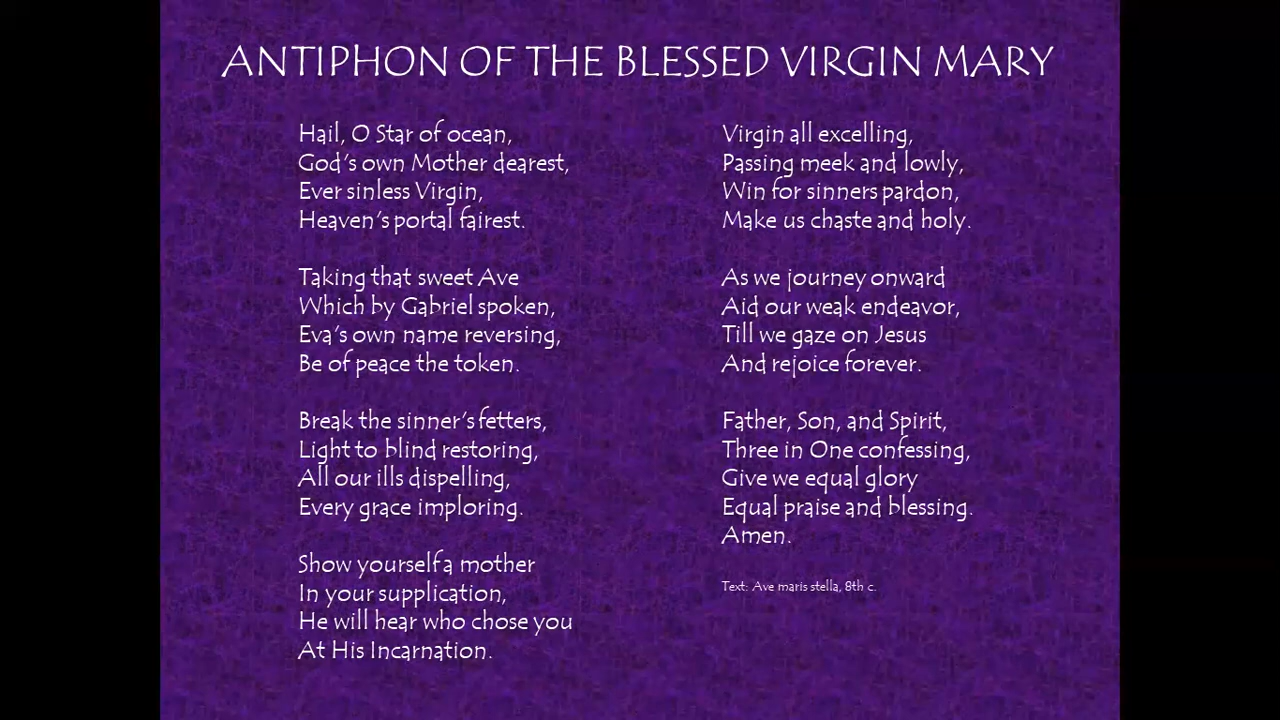 ANTIPHON OF THE BLESSED VIRGIN MARY
Hail, O Star of ocean,
God's own Mother dearest,
Ever sinless Virgin,
Heaven's portal fairest.
Taking that sweet Ave
Which by Gabriel spoken,
Eva's own name reversing,
Be of peace the token.
Break the sinner's fetters,
Light to blind restoring,
All our ills dispelling,
Every grace imploring.
Show yourself a mother
In your supplication,
He will hear who chose you
At His Incarnation.
Virgin all excelling,
Passing meek and lowly,
Win for sinners pardon,
Make us chaste and holy.
As we journey onward
Aid our weak endeavor,
Till we gaze on Jesus
And rejoice forever.
Father, Son, and Spirit,
Three in One confessing,
Give we equal glory
Equal praise and blessing.
Amen.
Text: Ave maris stella, 8th c.